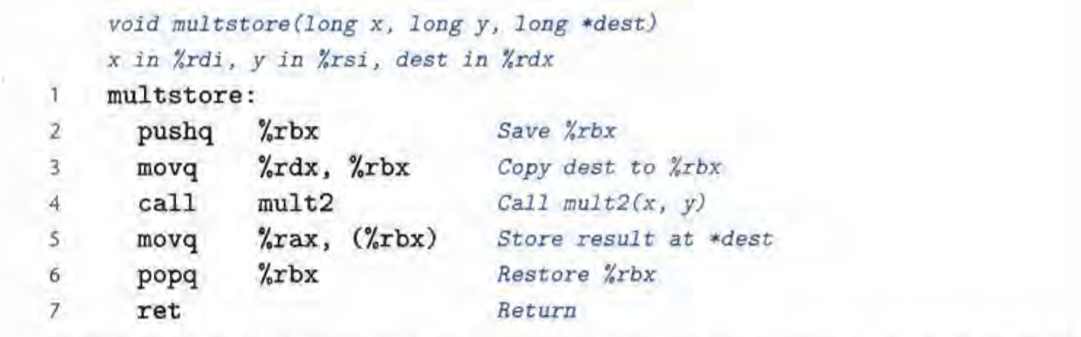 void multstore(long x, long y, long *dest)
x in %rdi, y in %rsi, dest in %rdx
1 multstore:
2 pushq %rbx Save %rbx
3 movq %rdx, %rbx Copy dest to %rbx
4 call mult2 Call mult2(x, y)
5 movq %rax, (%rbx) Store result at *dest
6 popq %rbx Restore %rbx
7 ret Return